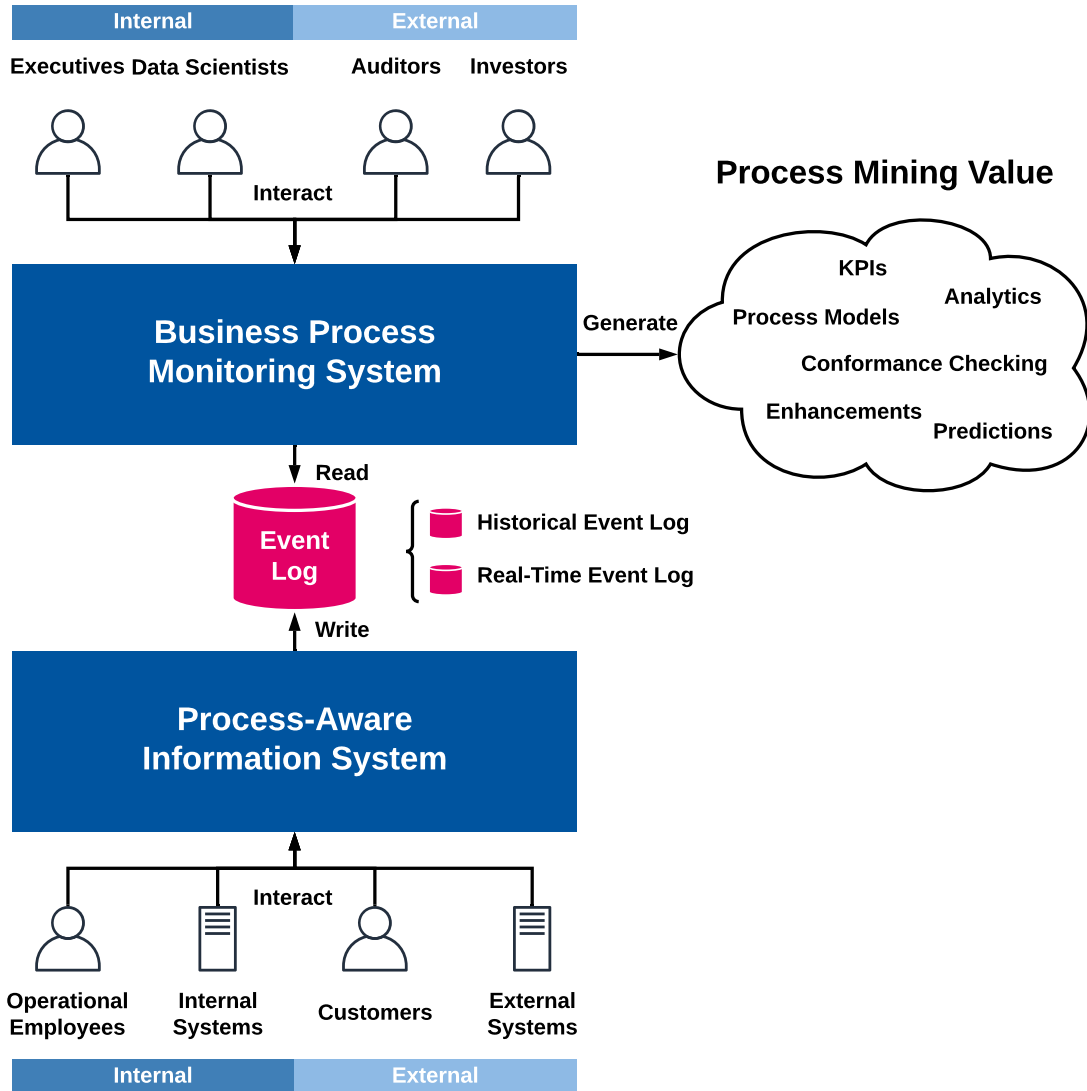 Internal
External
Executives
Data Scientists
Auditors
Investors
Interact
Process Mining Value
Business Process
Monitoring System
Generate
KPIs
Analytics
Process Models
Conformance Checking
Enhancements
Predictions
Read
Event
Log
Historical Event Log
Real-Time Event Log
Write
Process-Aware
Information System
Interact
Operational
Employees
Internal
Systems
Customers
External
Systems
Internal
External